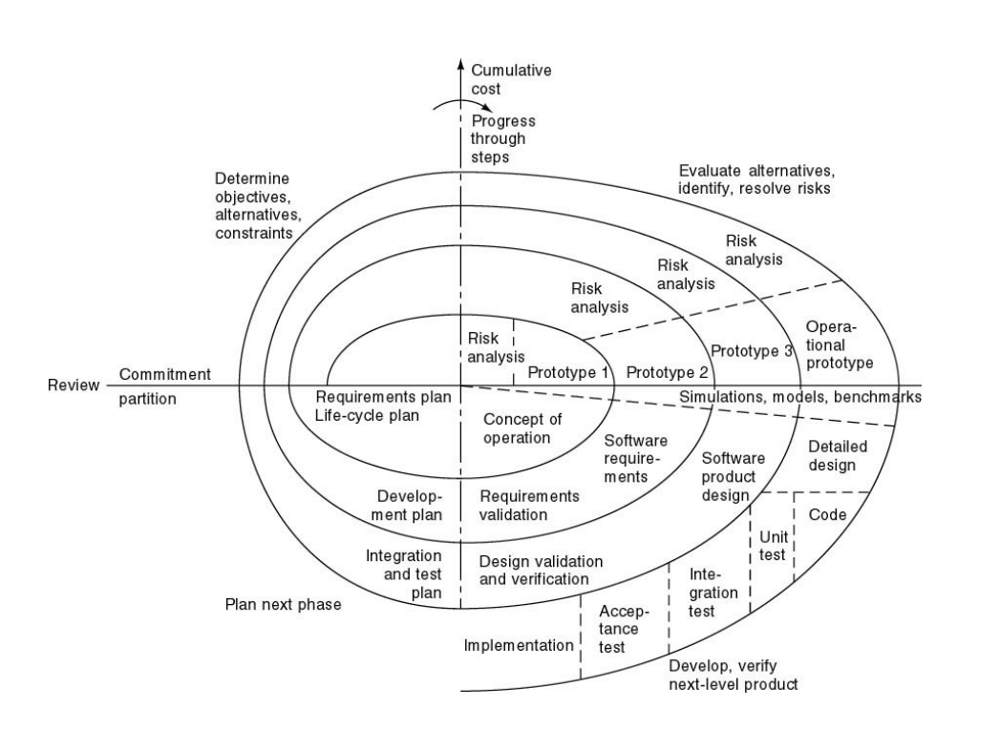 Cumulative
cost
Progress
through
steps
Determine
objectives,
alternatives,
constraints
Evaluate alternatives,
identify, resolve risks
Risk
analysis
Risk
analysis
Risk
analysis
Risk
analysis
Prototype 1
Prototype 2
Prototype 3
Opera-
tional
prototype
Review
Commitment
partition
Requirements plan
Life-cycle plan
Simulations, models, benchmarks
Concept of
operation
Software
require-
ments
Software
product
design
Detailed
design
Develop-
ment plan
Requirements
validation
Code
Unit
test
Integration
and test
plan
Design validation
and verification
Inte-
gration
test
Plan next phase
Accep-
tance
test
Implementation
Develop, verify
next-level product